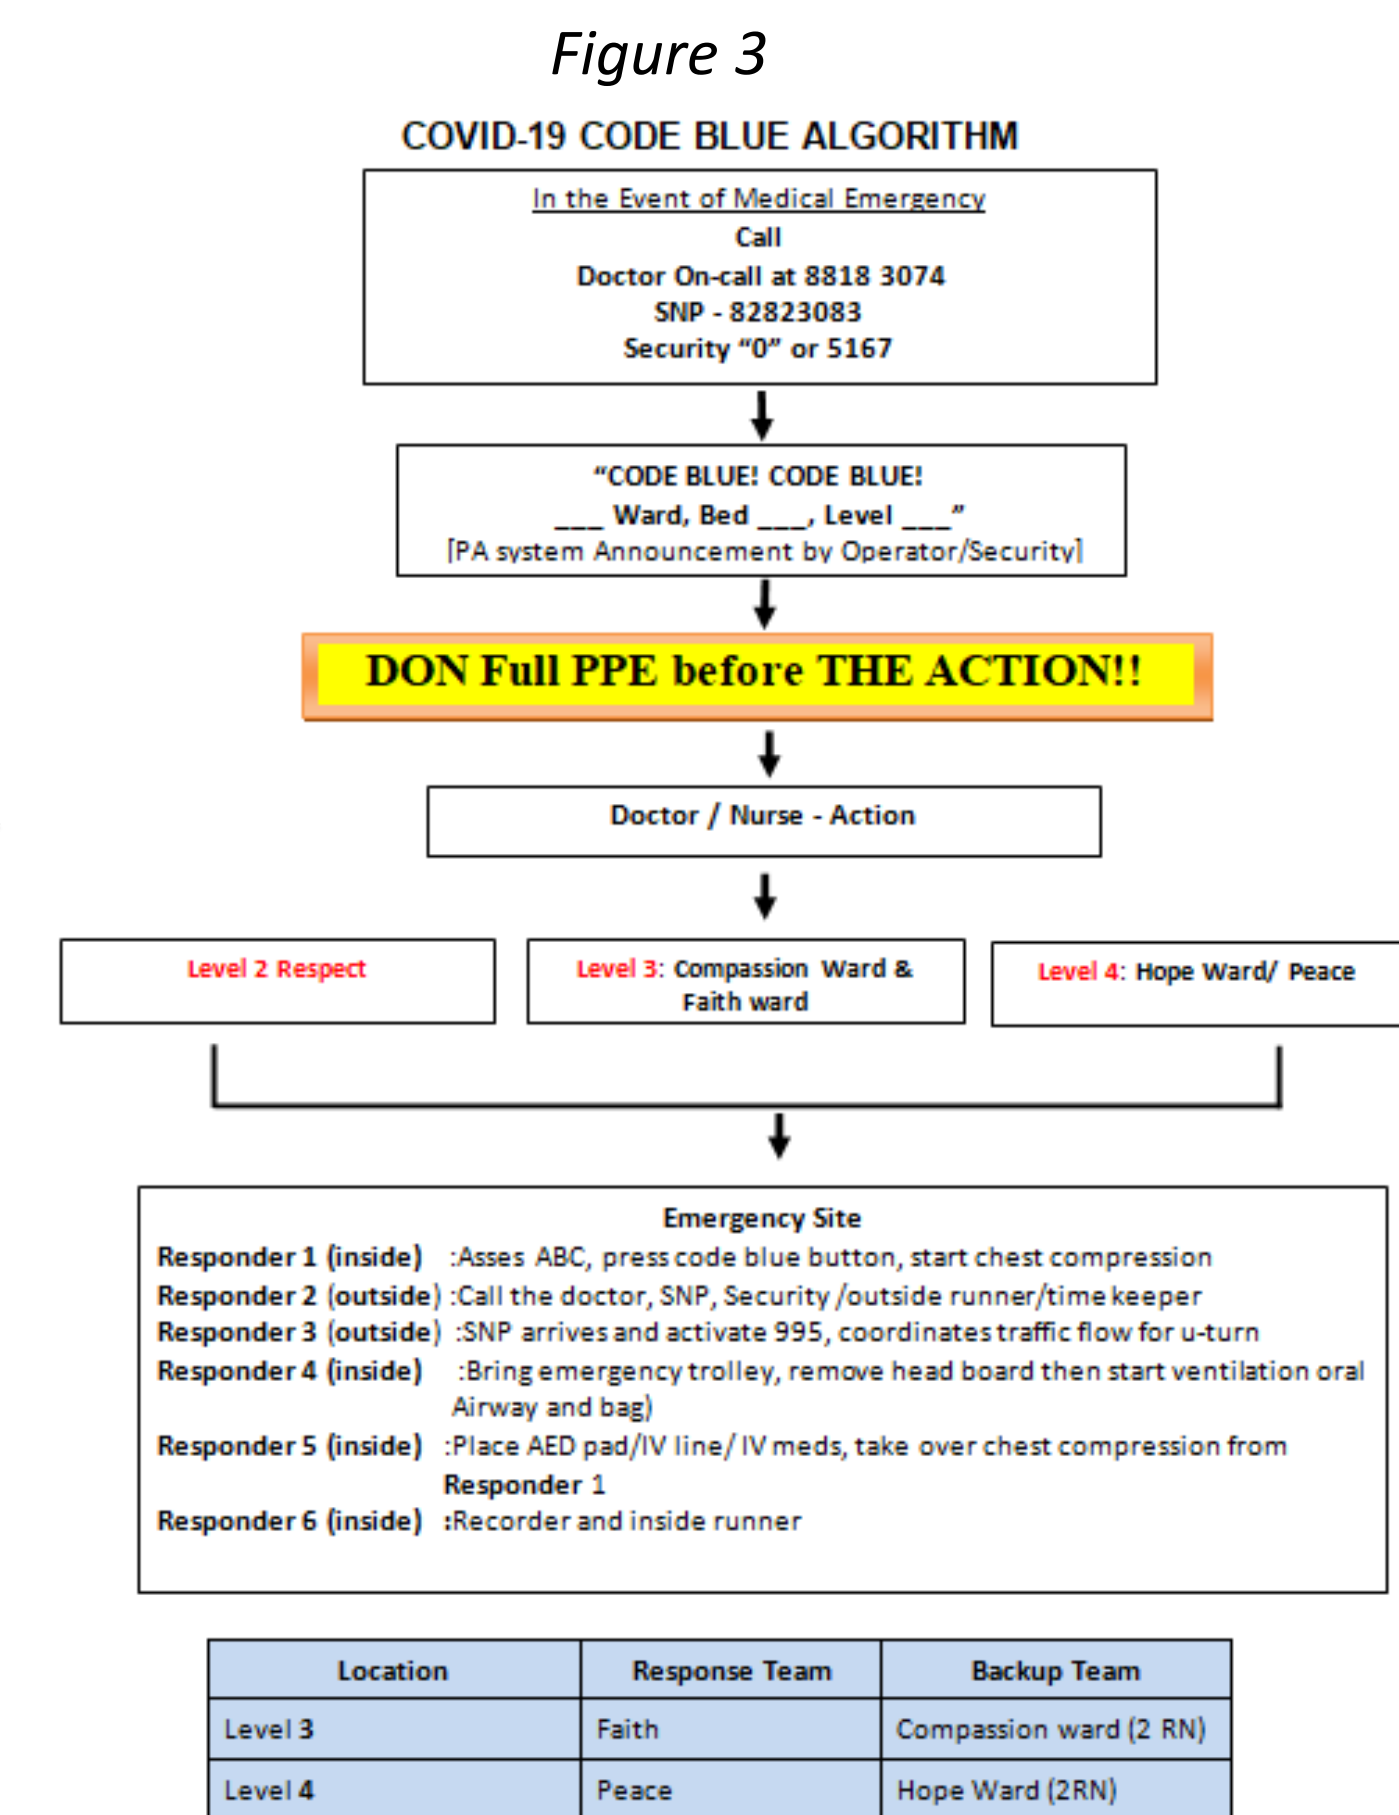 Figure 3
COVID-19 CODE BLUE ALGORITHM
In the Event of Medical Emergency
Call
Doctor On-call at 8818 3074
SNP - 82823083
Security “0” or 5167
“CODE BLUE! CODE BLUE!
___ Ward, Bed ___, Level ___”
[PA system Announcement by Operator/Security]
DON Full PPE before THE ACTION!!
Doctor / Nurse - Action
Level 2 Respect
Level 3: Compassion Ward &
Faith ward
Level 4: Hope Ward/ Peace
Emergency Site
Responder 1 (inside) :Asses ABC, press code blue button, start chest compression
Responder 2 (outside) :Call the doctor, SNP, Security /outside runner/time keeper
Responder 3 (outside) :SNP arrives and activate 995, coordinates traffic flow for u-turn
Responder 4 (inside) :Bring emergency trolley, remove head board then start ventilation oral
Airway and bag)
Responder 5 (inside) :Place AED pad/IV line/ IV meds, take over chest compression from
Responder 1
Responder 6 (inside) :Recorder and inside runner
Location Response Team Backup Team
Level 3 Faith Compassion ward (2 RN)
Level 4 Peace Hope Ward (2RN)